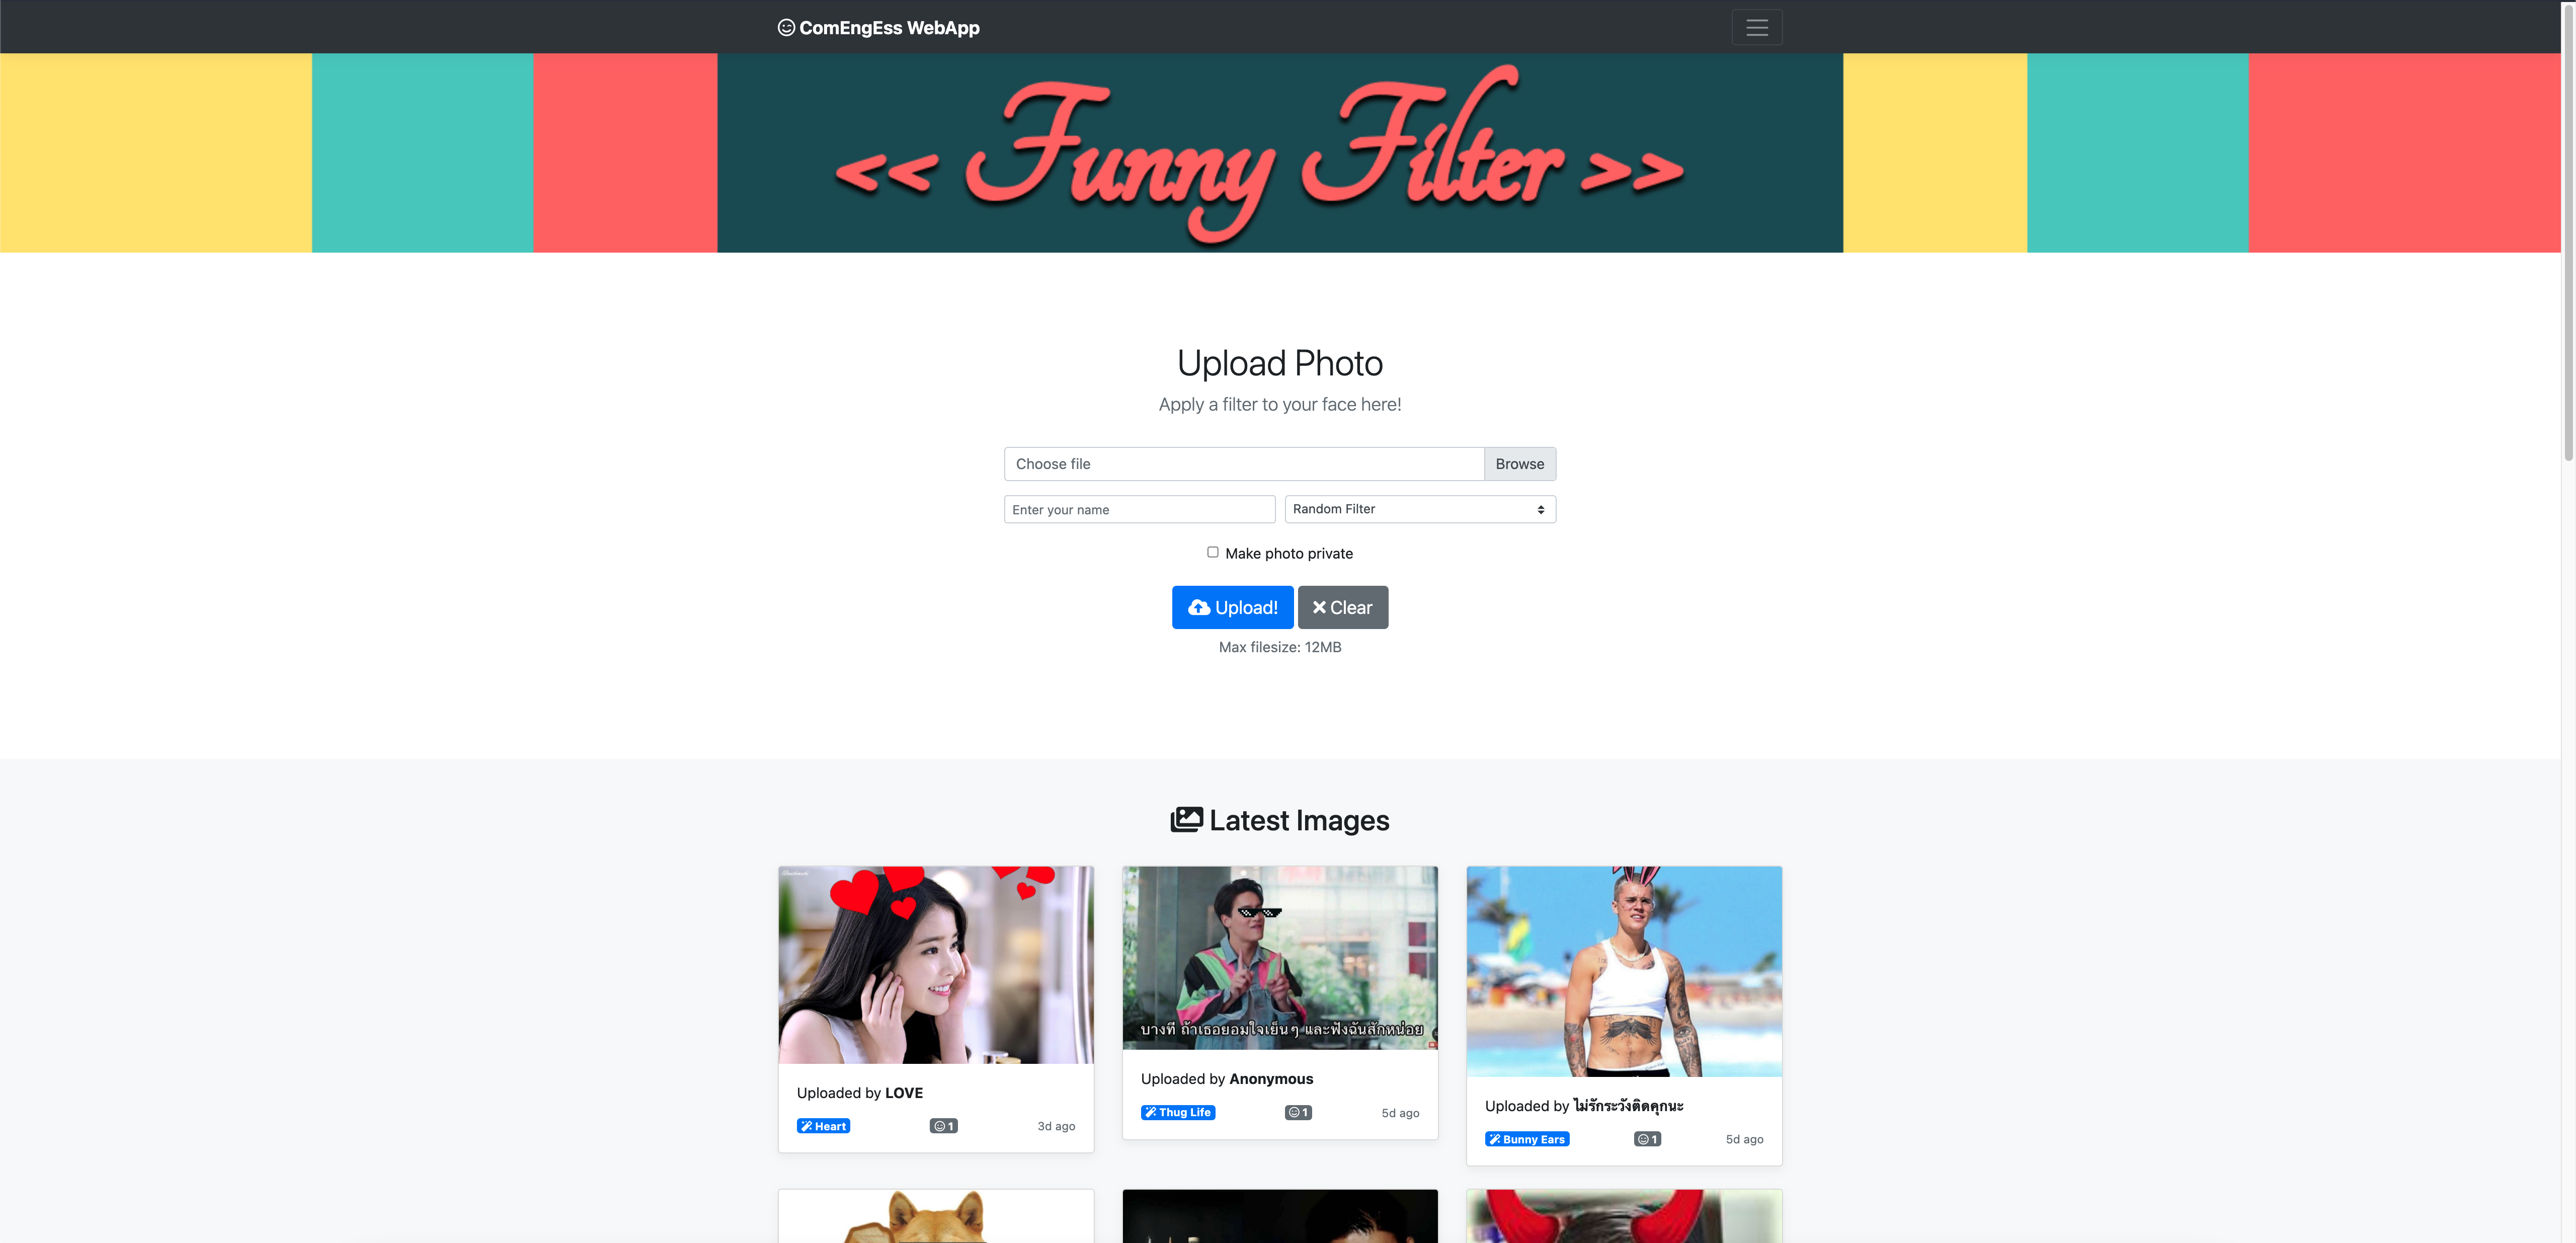 ComEngEss WebApp
<< Funny Filter >>
Upload Photo
Apply a filter to your face here!
Choose file Browse
Enter your name Random Filter
Make photo private
Upload! Clear
Max filesize: 12MB
Latest Images
บางที ถ้าเธอยอมใจเย็นๆ และฟังฉันสักหน่อย
Uploaded by LOVE
Heart 1 3d ago
Uploaded by Anonymous
Thug Life 1 5d ago
Uploaded by ไม่รักระวังติดคุกนะ
Bunny Ears 1 5d ago